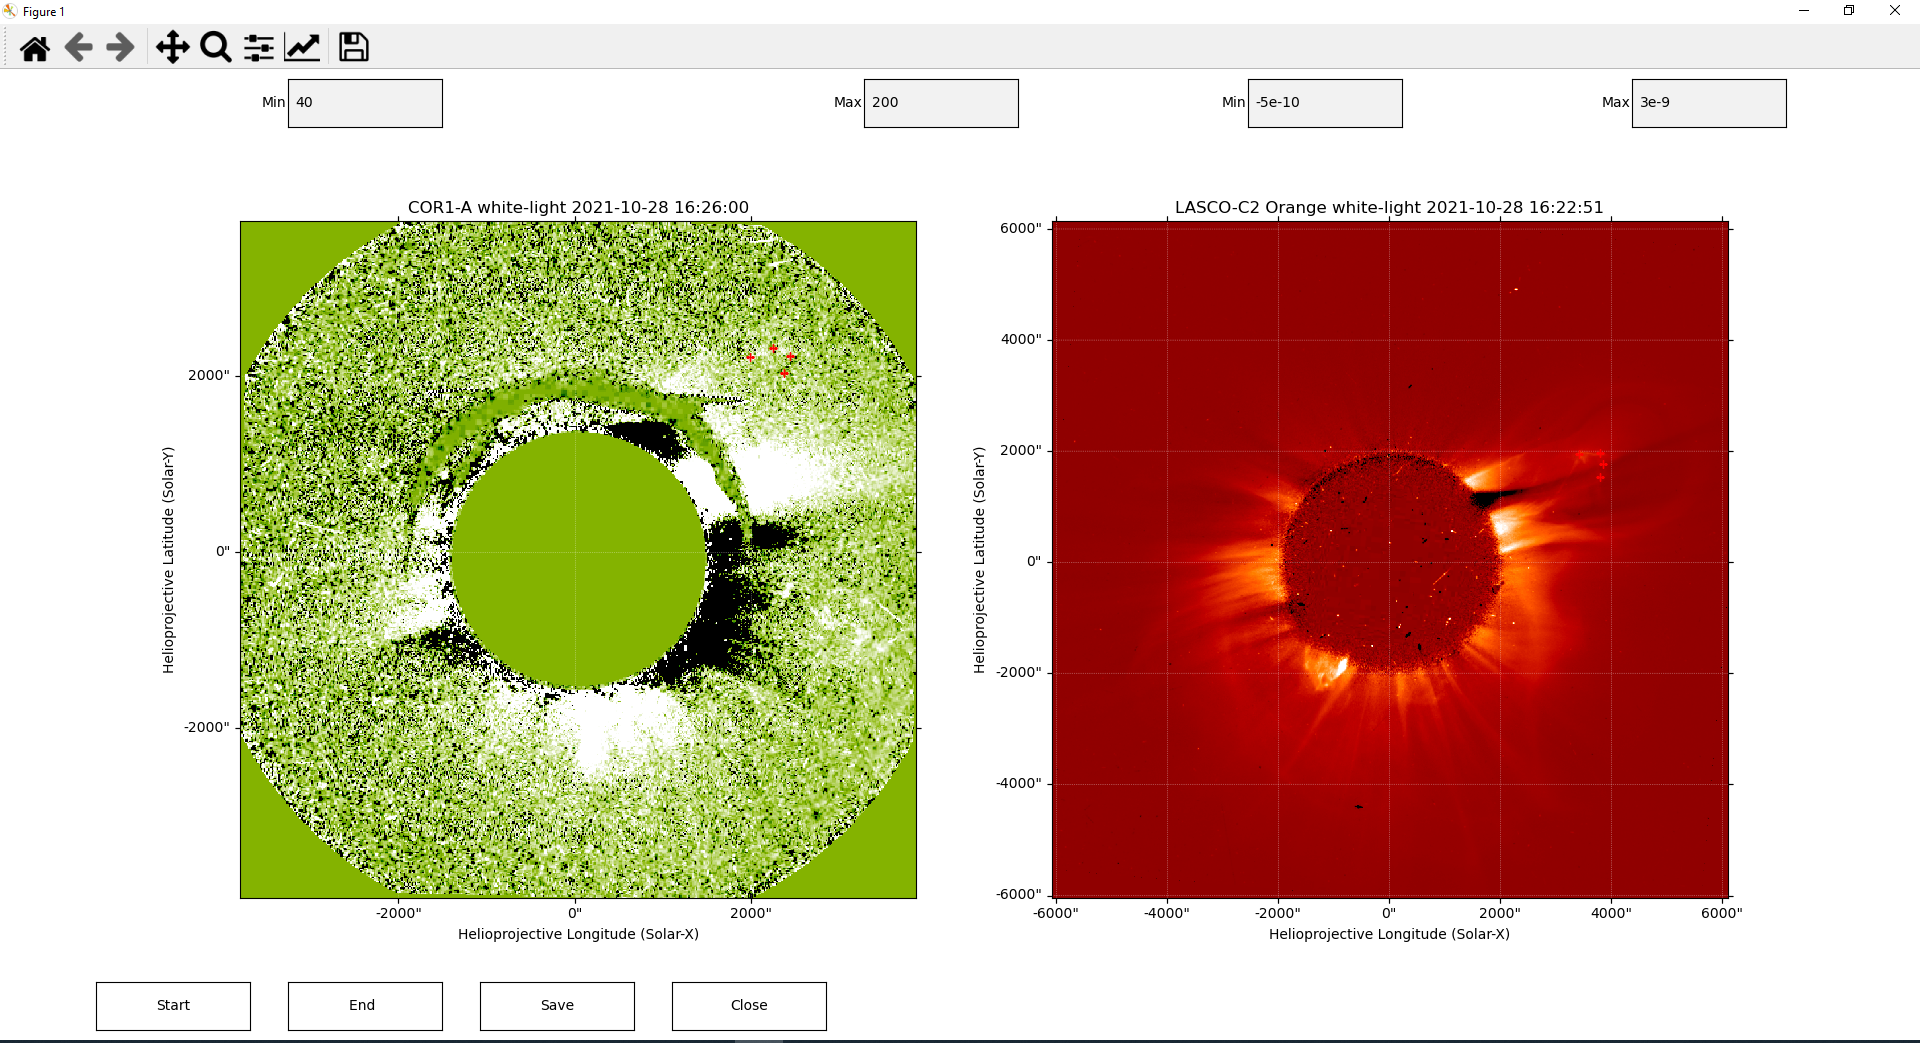 Figure 1
Min 40
Max 200
Min -5e-10
Max 3e-9
COR1-A white-light 2021-10-28 16:26:00
2000"
0"
-2000"
Helioprojective Latitude (Solar-Y)
-2000" 0" 2000"
Helioprojective Longitude (Solar-X)
LASCO-C2 Orange white-light 2021-10-28 16:22:51
6000"
4000"
2000"
0"
-2000"
-4000"
-6000"
Helioprojective Latitude (Solar-Y)
-6000" -4000" -2000" 0" 2000" 4000" 6000"
Helioprojective Longitude (Solar-X)
Start
End
Save
Close